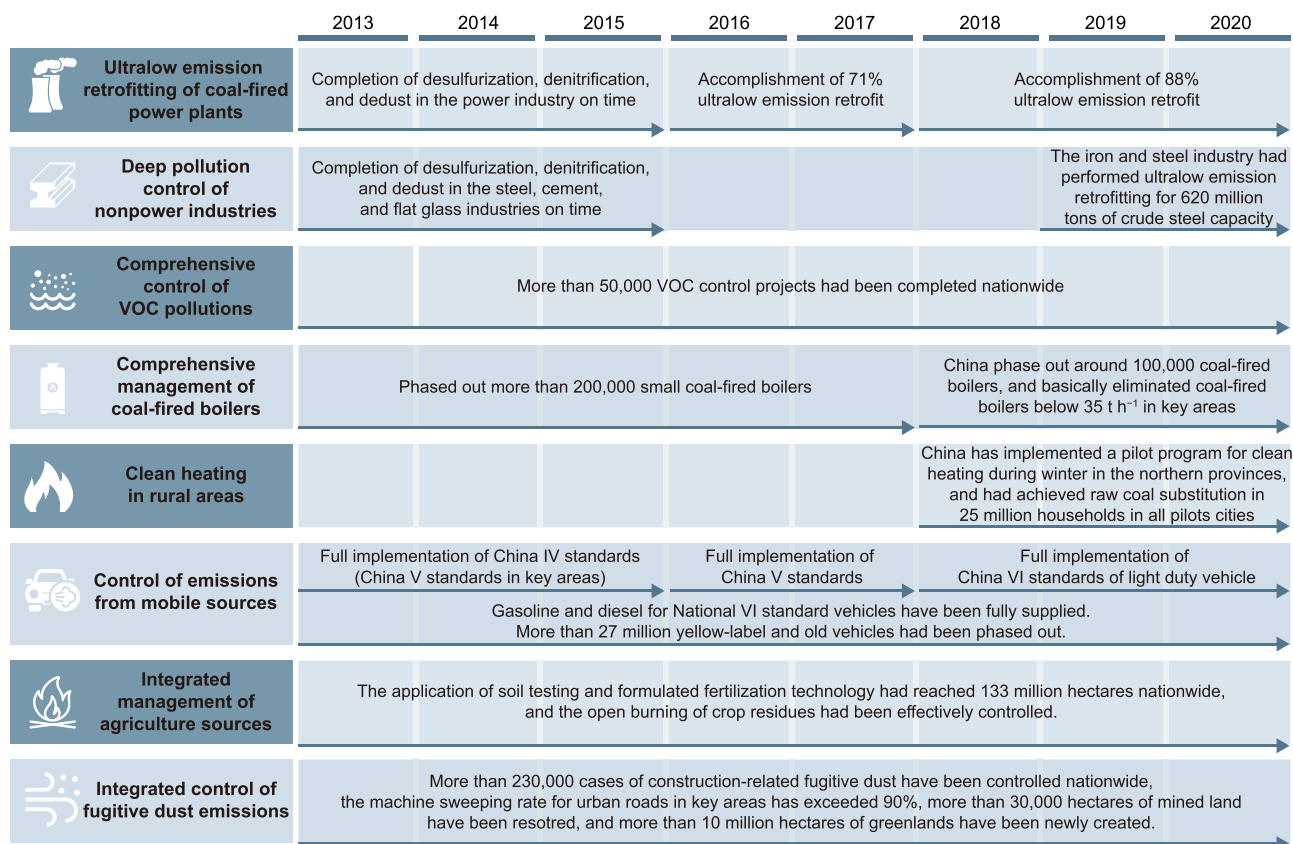 2013 2014 2015 2016 2017 2018 2019 2020
Ultralow emission
retrofitting of coal-fired
power plants
Completion of desulfurization, denitrification,
and dedust in the power industry on time
Accomplishment of 71%
ultralow emission retrofit
Accomplishment of 88%
ultralow emission retrofit
Deep pollution
control of
nonpower industries
Completion of desulfurization, denitrification,
and dedust in the steel, cement,
and flat glass industries on time
The iron and steel industry had
performed ultralow emission
retrofitting for 620 million
tons of crude steel capacity
Comprehensive
control of
VOC pollutions
More than 50,000 VOC control projects had been completed nationwide
Comprehensive
management of
coal-fired boilers
Phased out more than 200,000 small coal-fired boilers
China phase out around 100,000 coal-fired
boilers, and basically eliminated coal-fired
boilers below 35 t h⁻¹ in key areas
Clean heating
in rural areas
China has implemented a pilot program for clean
heating during winter in the northern provinces,
and had achieved raw coal substitution in
25 million households in all pilots cities
Control of emissions
from mobile sources
Full implementation of China IV standards
(China V standards in key areas)
Full implementation of
China V standards
Full implementation of
China VI standards of light duty vehicle
Gasoline and diesel for National VI standard vehicles have been fully supplied.
More than 27 million yellow-label and old vehicles had been phased out.
Integrated
management of
agriculture sources
The application of soil testing and formulated fertilization technology had reached 133 million hectares nationwide,
and the open burning of crop residues had been effectively controlled.
Integrated control of
fugitive dust emissions
More than 230,000 cases of construction-related fugitive dust have been controlled nationwide,
the machine sweeping rate for urban roads in key areas has exceeded 90%, more than 30,000 hectares of mined land
have been resotred, and more than 10 million hectares of greenlands have been newly created.